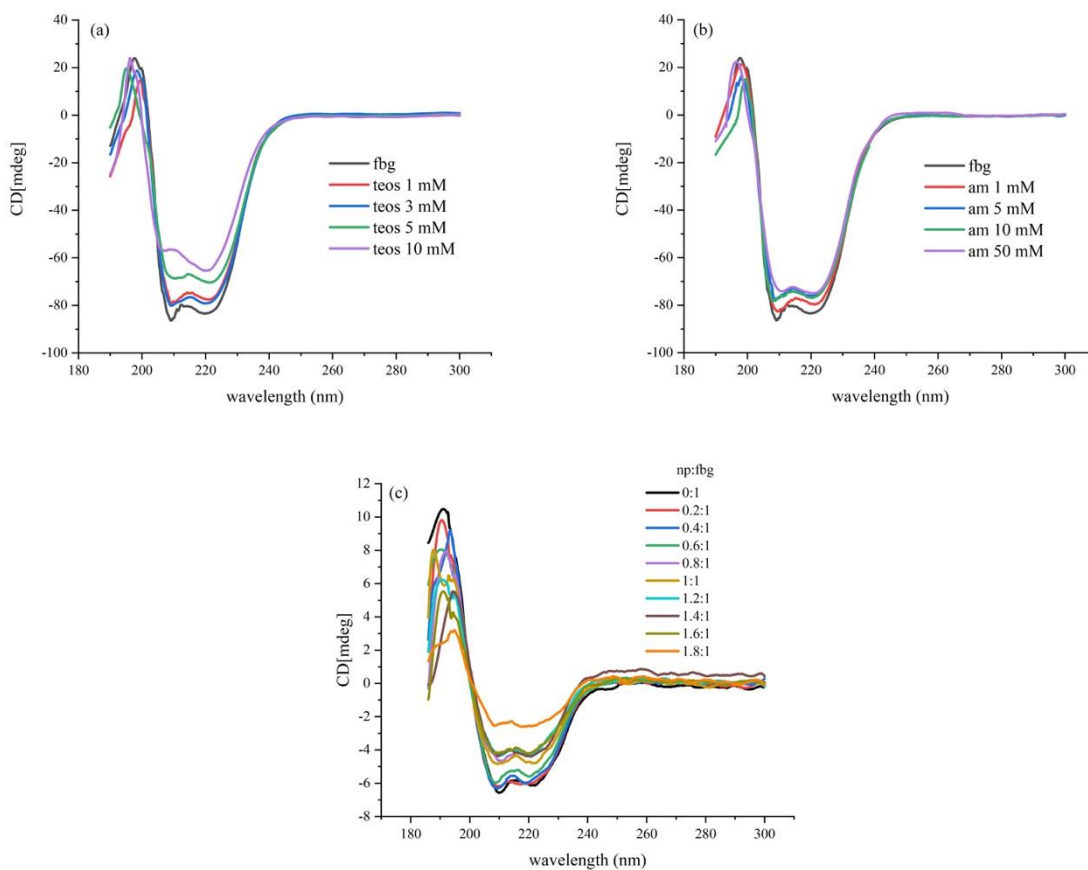 (a)
fbg
teos 1 mM
teos 3 mM
teos 5 mM
teos 10 mM
CD[mdeg]
40
20
0
-20
-40
-60
-80
-100
180 200 220 240 260 280 300
wavelength (nm)
(b)
fbg
am 1 mM
am 5 mM
am 10 mM
am 50 mM
CD[mdeg]
40
20
0
-20
-40
-60
-80
-100
180 200 220 240 260 280 300
wavelength (nm)
(c)
np:fbg
0:1
0.2:1
0.4:1
0.6:1
0.8:1
1:1
1.2:1
1.4:1
1.6:1
1.8:1
CD[mdeg]
12
10
8
6
4
2
0
-2
-4
-6
-8
180 200 220 240 260 280 300
wavelength (nm)